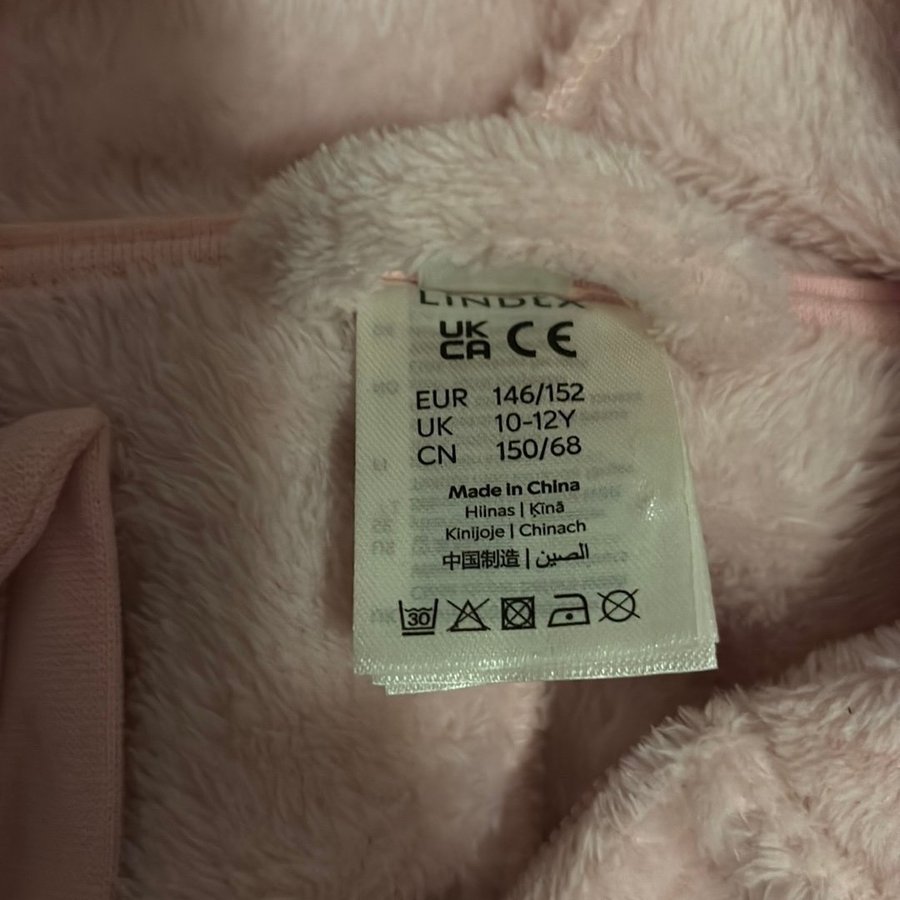 LINDEX
UK CA CE
EUR 146/152
UK 10-12Y
CN 150/68
Made in China
Hiinas | Ķīnā
Kinijoje | Chinach
中国制造 | الصين
30